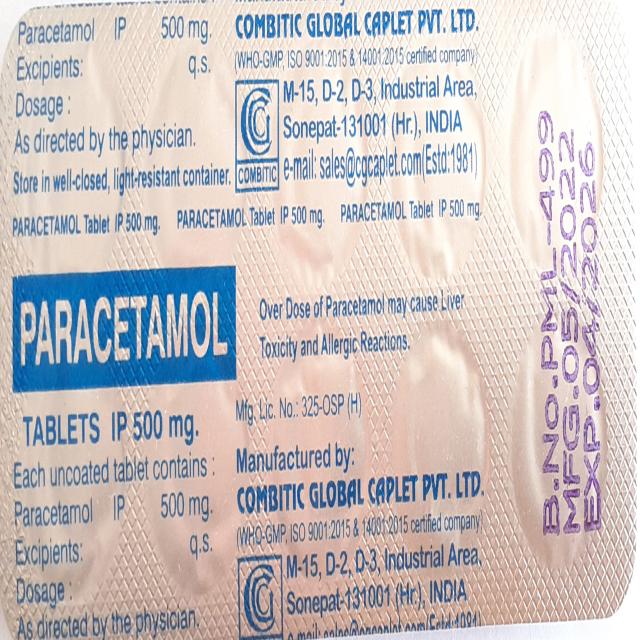 Paracetamol IP 500 mg.
Excipients: q.s.
Dosage :
As directed by the physician.
Store in well-closed, light-resistant container.
COMBITIC GLOBAL CAPLET PVT. LTD.
(WHO-GMP, ISO 9001:2015 & 14001:2015 certified company)
M-15, D-2, D-3, Industrial Area,
Sonepat-131001 (Hr.), INDIA
e-mail: sales@cgcaplet.com(Estd:1981)
COMBITIC
PARACETAMOL Tablet IP 500 mg. PARACETAMOL Tablet IP 500 mg. PARACETAMOL Tablet IP 500 mg.
PARACETAMOL
TABLETS IP 500 mg.
Each uncoated tablet contains :
Paracetamol IP 500 mg.
Excipients: q.s.
Dosage :
As directed by the physician.
Over Dose of Paracetamol may cause Liver
Toxicity and Allergic Reactions.
Mfg. Lic. No.: 325-OSP (H)
Manufactured by:
COMBITIC GLOBAL CAPLET PVT. LTD.
(WHO-GMP, ISO 9001:2015 & 14001:2015 certified company)
M-15, D-2, D-3, Industrial Area,
Sonepat-131001 (Hr.), INDIA
e-mail: sales@cgcaplet.com(Estd:1981)
B.NO.PML-499
MFG.05/2022
EXP.04/2026